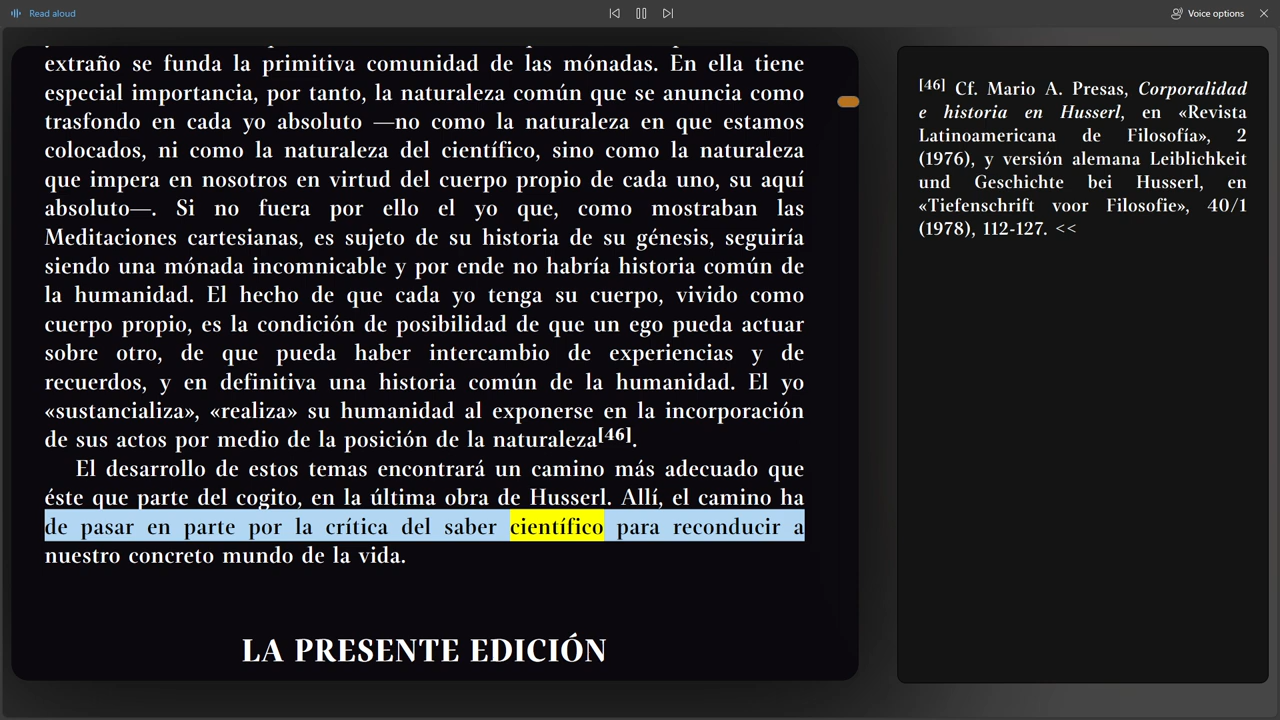 Read aloud
Voice options
extraño se funda la primitiva comunidad de las mónadas. En ella tiene
especial importancia, por tanto, la naturaleza común que se anuncia como
trasfondo en cada yo absoluto —no como la naturaleza en que estamos
colocados, ni como la naturaleza del científico, sino como la naturaleza
que impera en nosotros en virtud del cuerpo propio de cada uno, su aquí
absoluto—. Si no fuera por ello el yo que, como mostraban las
Meditaciones cartesianas, es sujeto de su historia de su génesis, seguiría
siendo una mónada incomnicable y por ende no habría historia común de
la humanidad. El hecho de que cada yo tenga su cuerpo, vivido como
cuerpo propio, es la condición de posibilidad de que un ego pueda actuar
sobre otro, de que pueda haber intercambio de experiencias y de
recuerdos, y en definitiva una historia común de la humanidad. El yo
«sustancializa», «realiza» su humanidad al exponerse en la incorporación
de sus actos por medio de la posición de la naturaleza[46].
El desarrollo de estos temas encontrará un camino más adecuado que
éste que parte del cogito, en la última obra de Husserl. Allí, el camino ha
de pasar en parte por la crítica del saber científico para reconducir a
nuestro concreto mundo de la vida.
LA PRESENTE EDICIÓN
[46] Cf. Mario A. Presas, Corporalidad
e historia en Husserl, en «Revista
Latinoamericana de Filosofía», 2
(1976), y versión alemana Leiblichkeit
und Geschichte bei Husserl, en
«Tiefenschrift voor Filosofie», 40/1
(1978), 112-127. <<